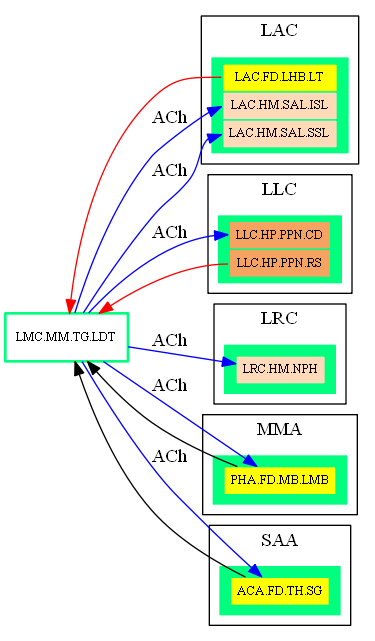 LAC
LAC.FD.LHB.LT
LAC.HM.SAL.ISL
LAC.HM.SAL.SSL
ACh
ACh
LLC
LLC.HP.PPN.CD
LLC.HP.PPN.RS
ACh
LMC.MM.TG.LDT
LRC
LRC.HM.NPH
ACh
ACh
MMA
PHA.FD.MB.LMB
ACh
SAA
ACA.FD.TH.SG